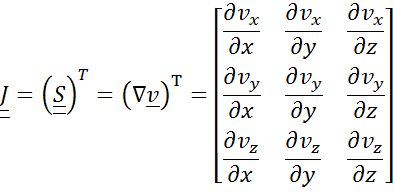 J = (S)^T = (∇v)^T = [∂v_x/∂x ∂v_x/∂y ∂v_x/∂z
∂v_y/∂x ∂v_y/∂y ∂v_y/∂z
∂v_z/∂x ∂v_z/∂y ∂v_z/∂z]